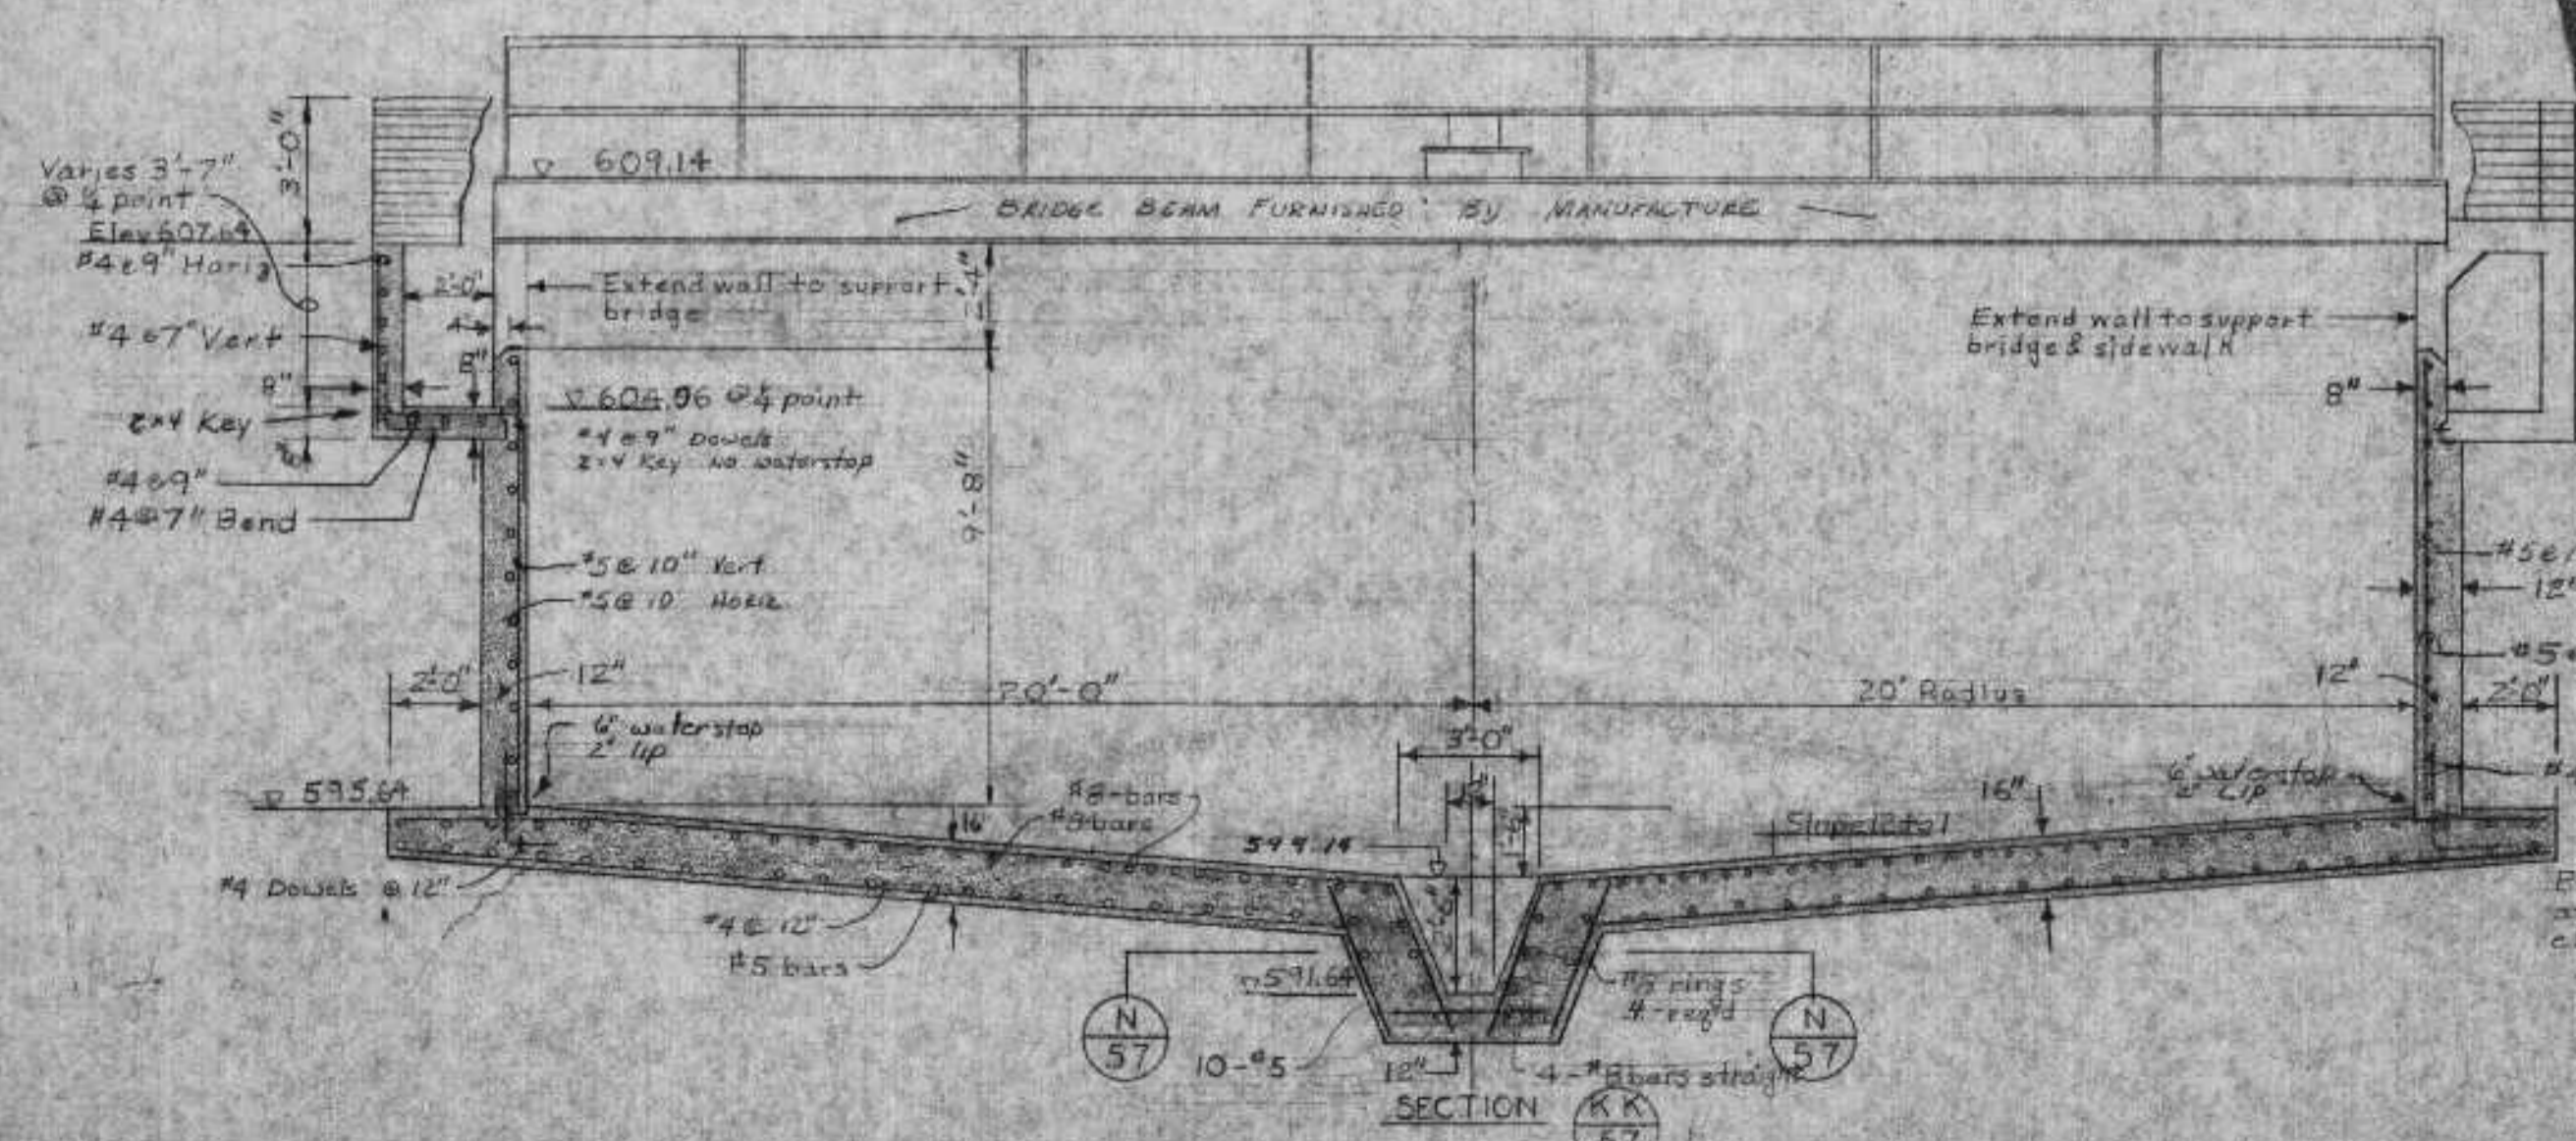 3'-0"
Varies 3'-7"
@ ¼ point
Elev 607.64
#4@9" Horiz
#4@7" Vert
8"
2x4 Key
#4@9"
#4@7" Bend
609.14
BRIDGE BEAM FURNISHED BY MANUFACTURE
2'-0"
4"
8"
Extend wall to support
bridge
604.06 @ ¼ point
#4@9" Dowels
2x4 Key No waterstop
9'-8"
#5@10" Vert
#5@10 Horiz
12"
2'-0"
20'-0"
6" waterstop
2" lip
595.64
#8-bars
#8 bars
16"
#4 Dowels @ 12"
#4@12"
#5 bars
Extend wall to support
bridge & sidewalk
8"
12"
12"
20' Radius
2'-0"
3'-0"
12"
594.14
Slope 12 to 1
16"
6" waterstop
2" Lip
591.64
#5 rings
4-req'd
N
57
N
57
10-#5
12"
4-#8 bars straight
SECTION
KK
57